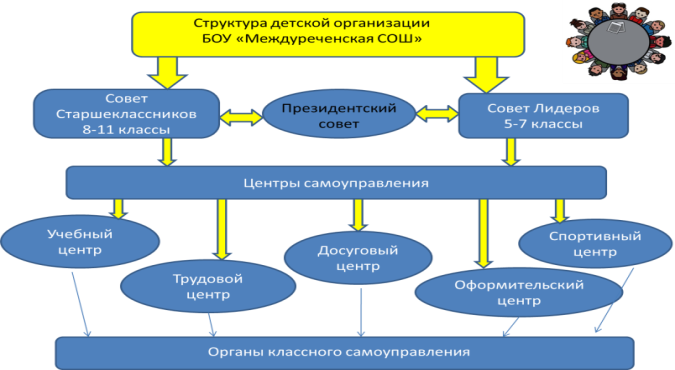 Структура детской организации
БОУ «Междуреченская СОШ»
Совет
Старшеклассников
8-11 классы
Президентский
совет
Совет Лидеров
5-7 классы
Центры самоуправления
Учебный
центр
Трудовой
центр
Досуговый
центр
Оформительский
центр
Спортивный
центр
Органы классного самоуправления